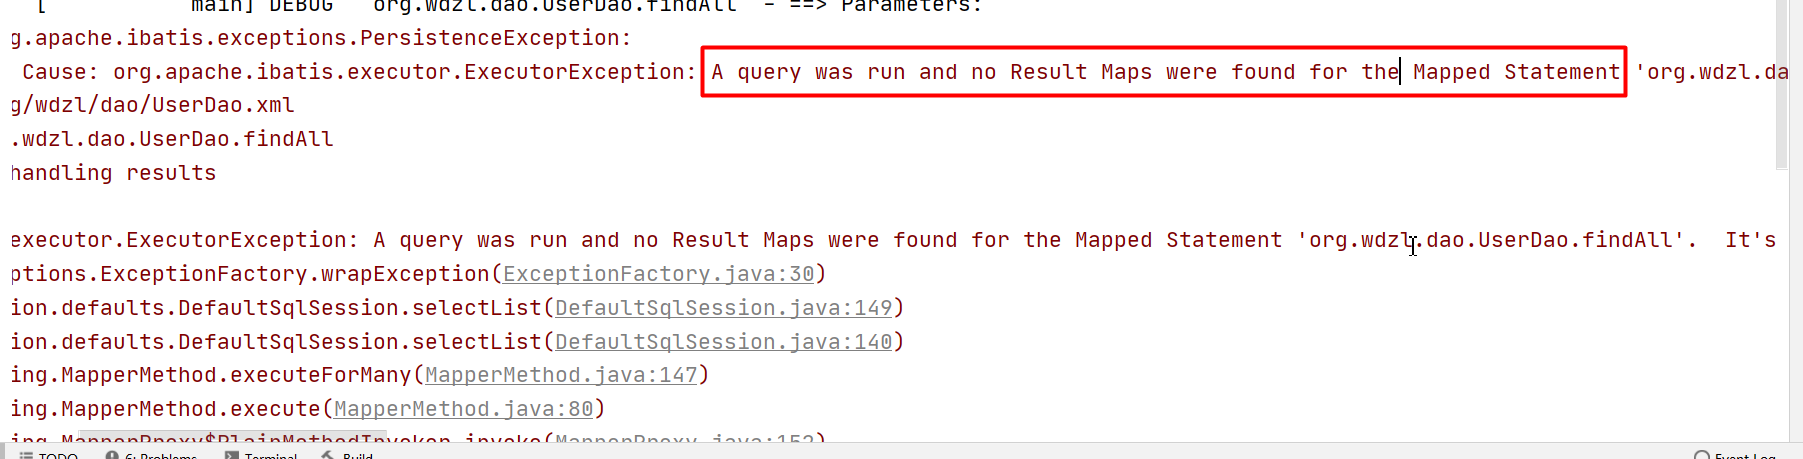 [ main] DEBUG org.wdzl.dao.UserDao.findAll - ==> Parameters:
g.apache.ibatis.exceptions.PersistenceException:
Cause: org.apache.ibatis.executor.ExecutorException: A query was run and no Result Maps were found for the Mapped Statement 'org.wdzl.da
g/wdzl/dao/UserDao.xml
.wdzl.dao.UserDao.findAll
handling results
executor.ExecutorException: A query was run and no Result Maps were found for the Mapped Statement 'org.wdzl.dao.UserDao.findAll'.  It's
ptions.ExceptionFactory.wrapException(ExceptionFactory.java:30)
ion.defaults.DefaultSqlSession.selectList(DefaultSqlSession.java:149)
ion.defaults.DefaultSqlSession.selectList(DefaultSqlSession.java:140)
ing.MapperMethod.executeForMany(MapperMethod.java:147)
ing.MapperMethod.execute(MapperMethod.java:80)
ing.MapperProxy$PlainMethodInvoker.invoke(MapperProxy.java:152)
TODO 6: Problems Terminal Build Event Log